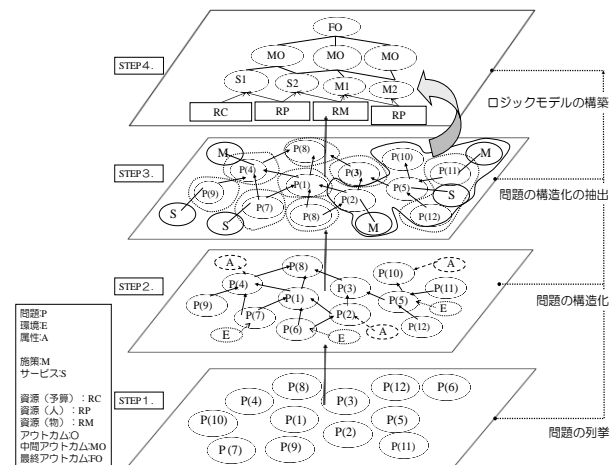 FO
MO MO MO
STEP4.
S1 S2 M1 M2
RC RP RM RP
ロジックモデルの構築
M P(8) P(10) M
STEP3.
P(4) P(3) P(11)
P(9) P(1) P(5) S
P(2)
S S P(7) P(8) M P(12)
問題の構造化の抽出
A P(8) P(10) A
STEP2.
P(4) P(3) P(11)
P(9) P(1) P(5)
P(7) P(2) E
E P(6) E A P(12)
問題の構造化
P(8) P(12) P(6)
STEP1.
P(4) P(3)
P(10) P(1) P(5)
P(2)
P(7) P(9) P(11)
問題の列挙
問題:P
環境:E
属性:A
施策:M
サービス:S
資源（予算）：RC
資源（人）：RP
資源（物）：RM
アウトカム:O
中間アウトカム:MO
最終アウトカム:FO